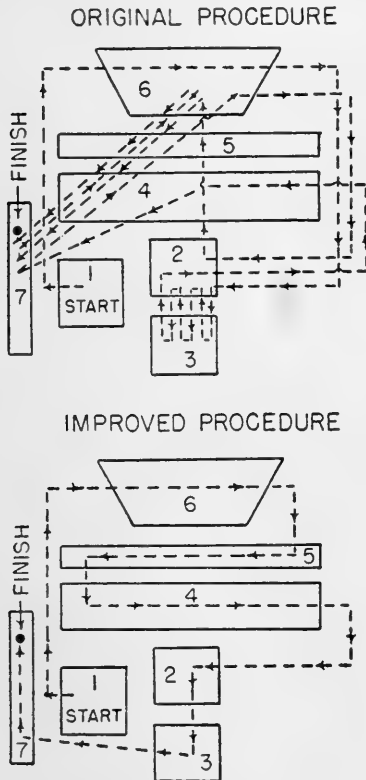 ORIGINAL PROCEDURE
6
5
4
FINISH
2
1
START
7
3
IMPROVED PROCEDURE
6
5
4
FINISH
2
1
START
7
3